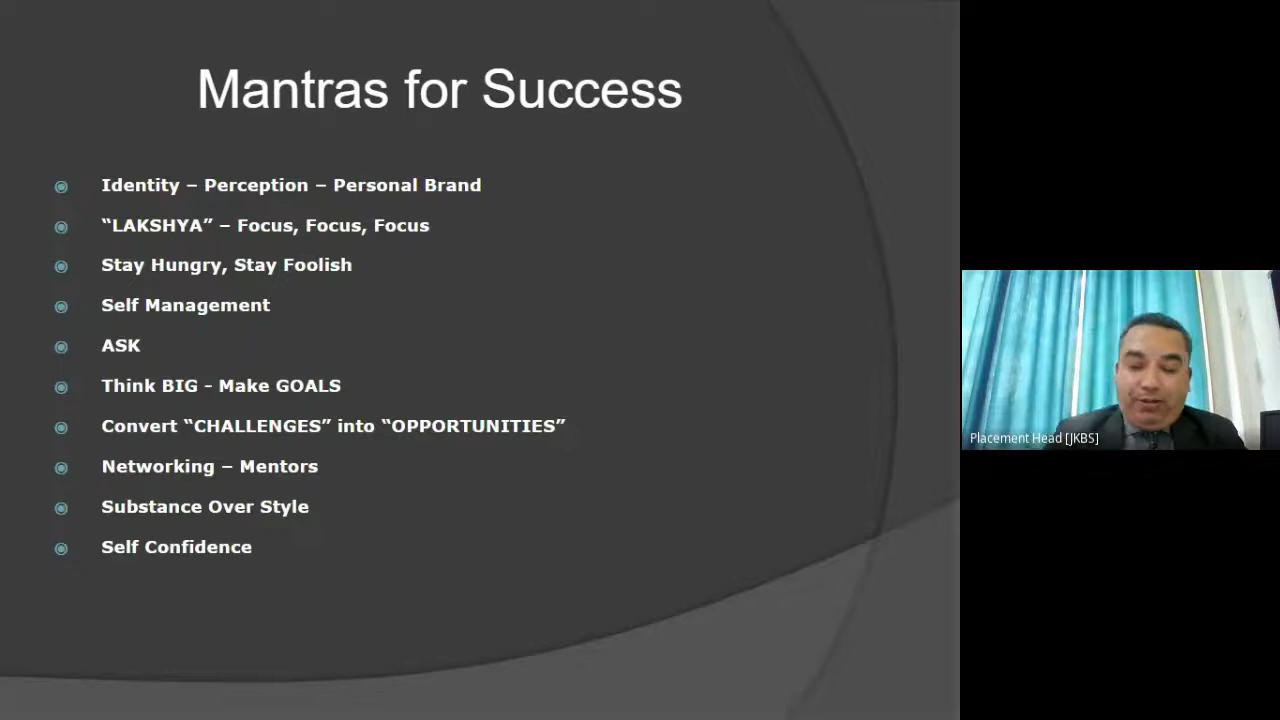 Mantras for Success
Identity – Perception – Personal Brand
“LAKSHYA” – Focus, Focus, Focus
Stay Hungry, Stay Foolish
Self Management
ASK
Think BIG - Make GOALS
Convert “CHALLENGES” into “OPPORTUNITIES”
Networking – Mentors
Substance Over Style
Self Confidence
Placement Head [JKBS]